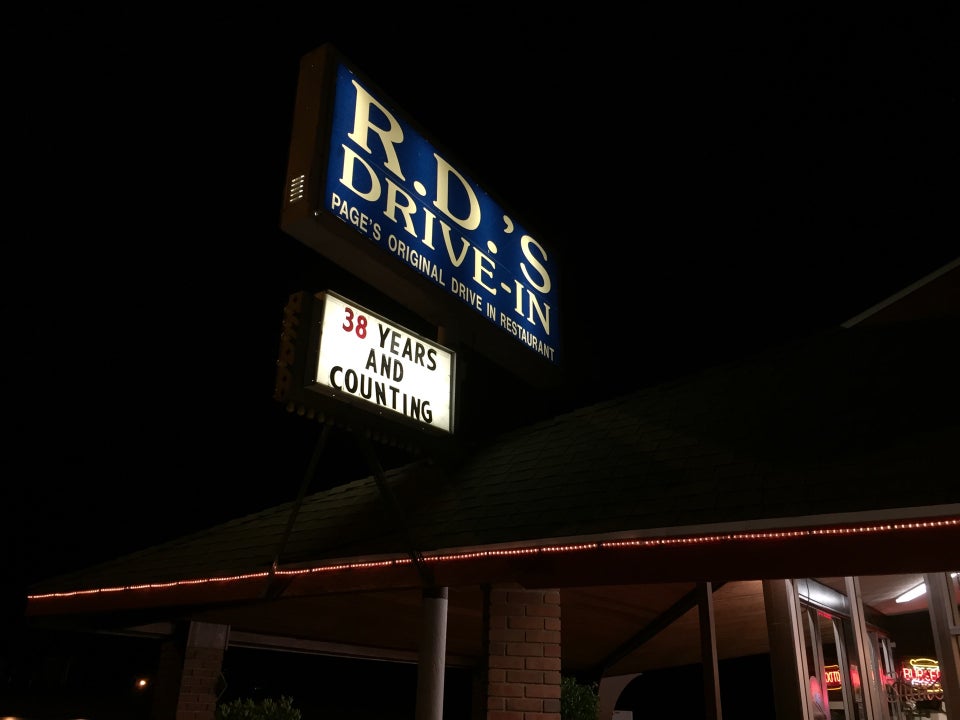 R.D.'S
DRIVE-IN
PAGE'S ORIGINAL DRIVE IN RESTAURANT
38 YEARS
AND
COUNTING